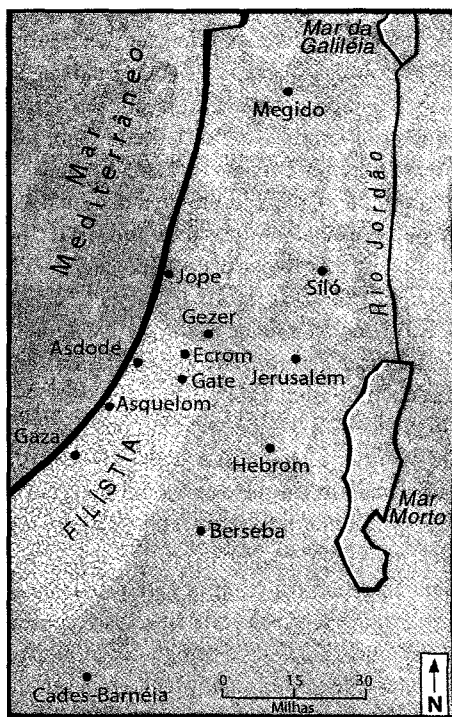 Mar da
Galiléia
Mar
Mediterrâneo
Megido
Rio Jordão
Jope
Siló
Gezer
Asdode
Ecrom
Jerusalém
Gate
Asquelom
Gaza
FILÍSTIA
Hebrom
Mar
Morto
Berseba
Cades-Barnéia
0 15 30
Milhas
N